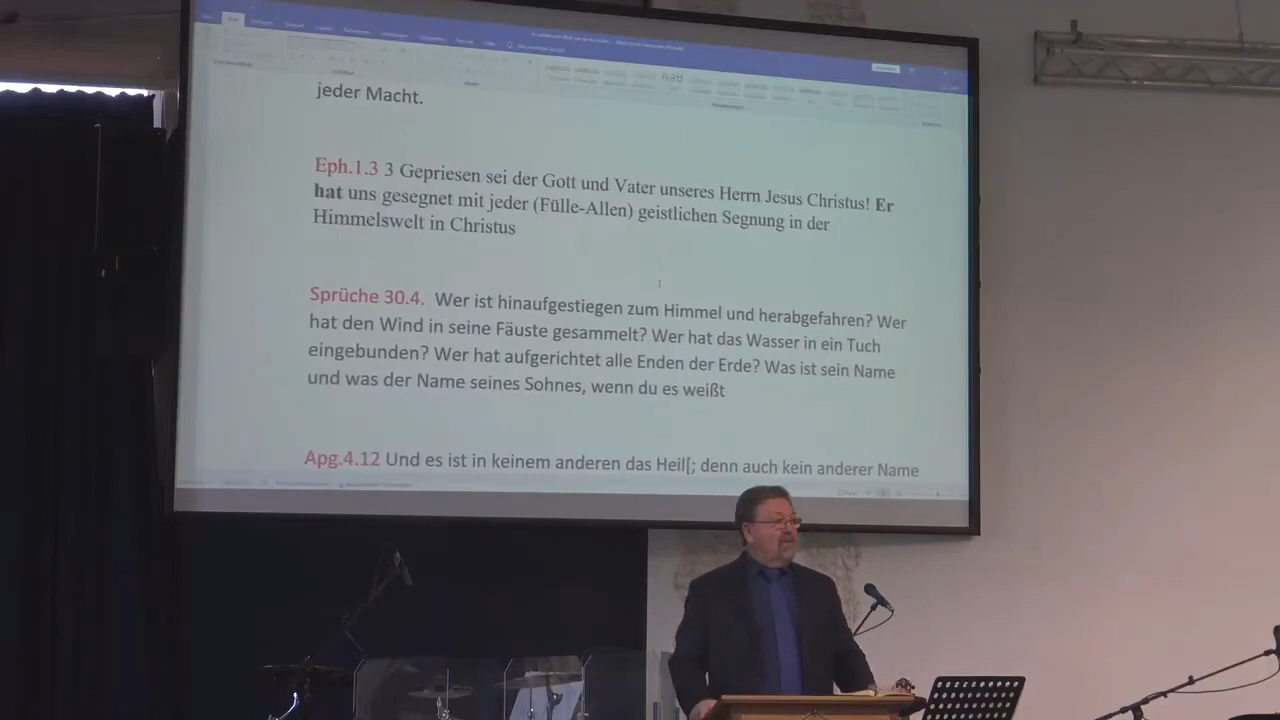 AaB
jeder Macht.
Eph.1.3 3 Gepriesen sei der Gott und Vater unseres Herrn Jesus Christus! Er
hat uns gesegnet mit jeder (Fülle-Allen) geistlichen Segnung in der
Himmelswelt in Christus
Sprüche 30.4. Wer ist hinaufgestiegen zum Himmel und herabgefahren? Wer
hat den Wind in seine Fäuste gesammelt? Wer hat das Wasser in ein Tuch
eingebunden? Wer hat aufgerichtet alle Enden der Erde? Was ist sein Name
und was der Name seines Sohnes, wenn du es weißt
Apg.4.12 Und es ist in keinem anderen das Heil[; denn auch kein anderer Name